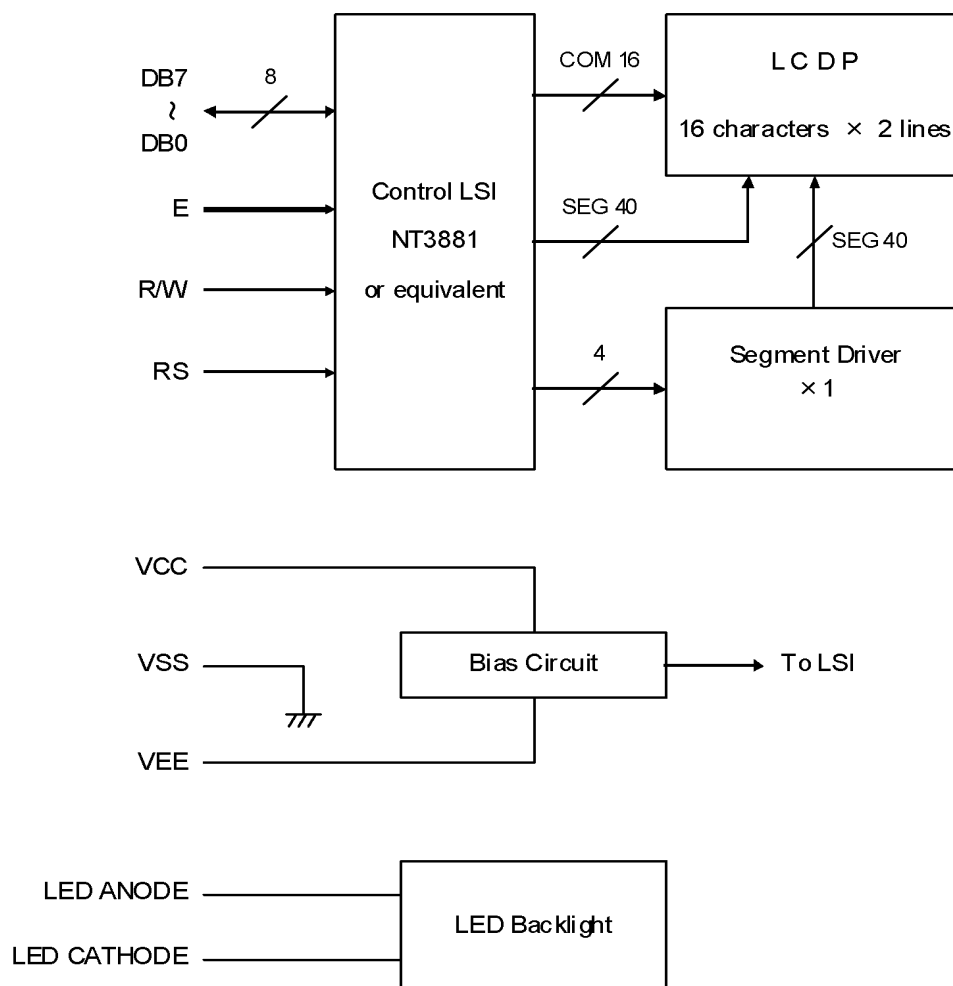 DB7
~
DB0
8
E
R/W
RS
Control LSI
NT3881
or equivalent
COM 16
SEG 40
4
L C D P
16 characters × 2 lines
SEG 40
Segment Driver
× 1
VCC
VSS
VEE
Bias Circuit
To LSI
LED ANODE
LED CATHODE
LED Backlight